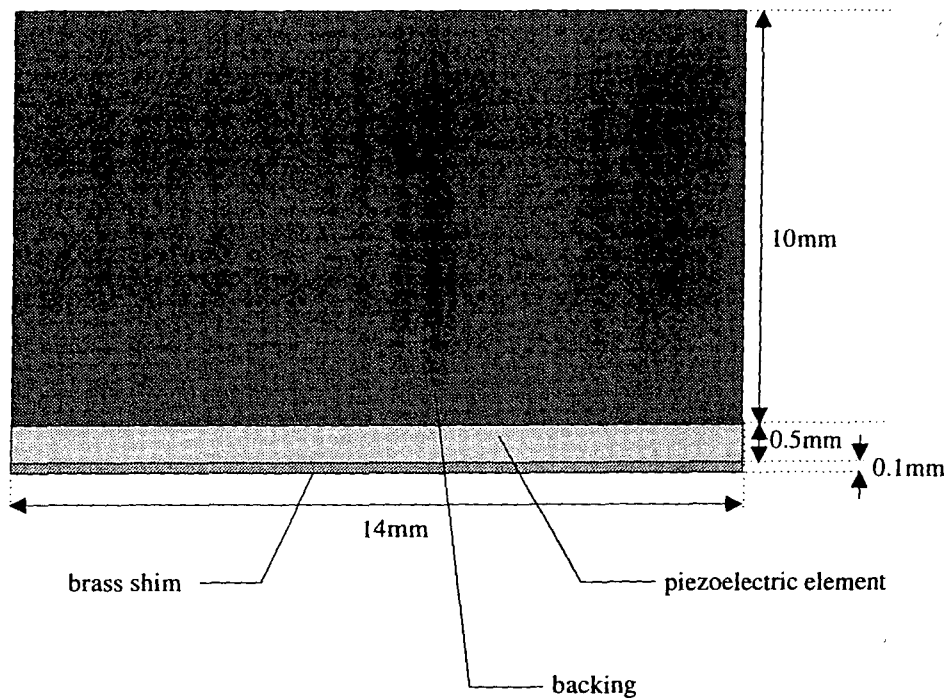 10mm
0.5mm
0.1mm
14mm
brass shim
piezoelectric element
backing